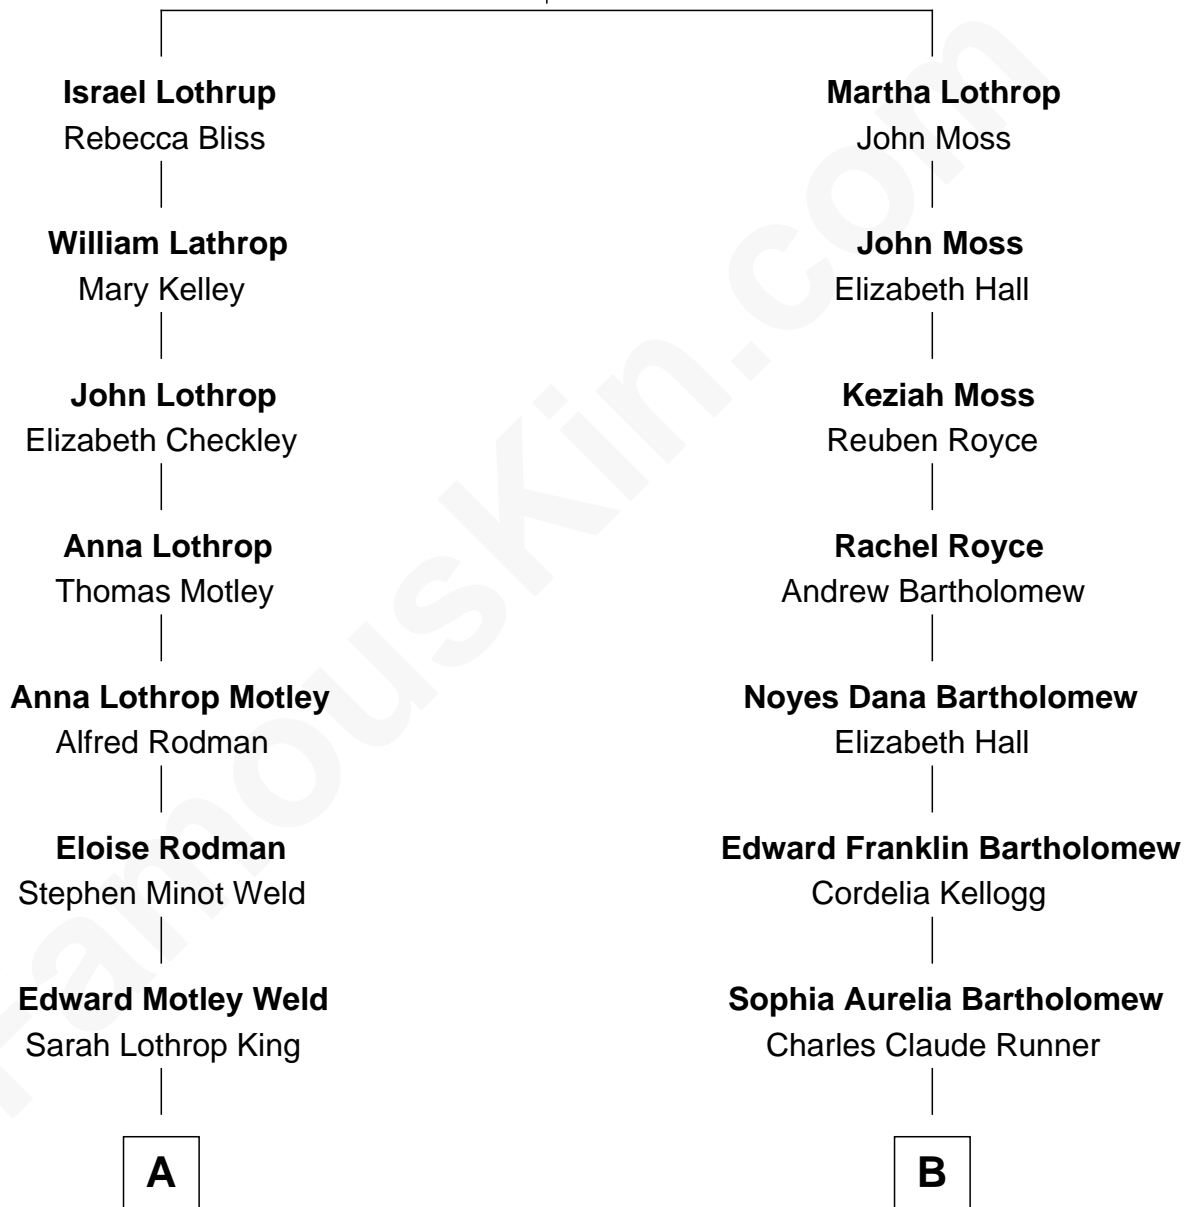 Israel Lothrup
Rebecca Bliss
William Lathrop
Mary Kelley
John Lothrop
Elizabeth Checkley
Anna Lothrop
Thomas Motley
Anna Lothrop Motley
Alfred Rodman
Eloise Rodman
Stephen Minot Weld
Edward Motley Weld
Sarah Lothrop King
A
Martha Lothrop
John Moss
John Moss
Elizabeth Hall
Keziah Moss
Reuben Royce
Rachel Royce
Andrew Bartholomew
Noyes Dana Bartholomew
Elizabeth Hall
Edward Franklin Bartholomew
Cordelia Kellogg
Sophia Aurelia Bartholomew
Charles Claude Runner
B
FamousKin.com